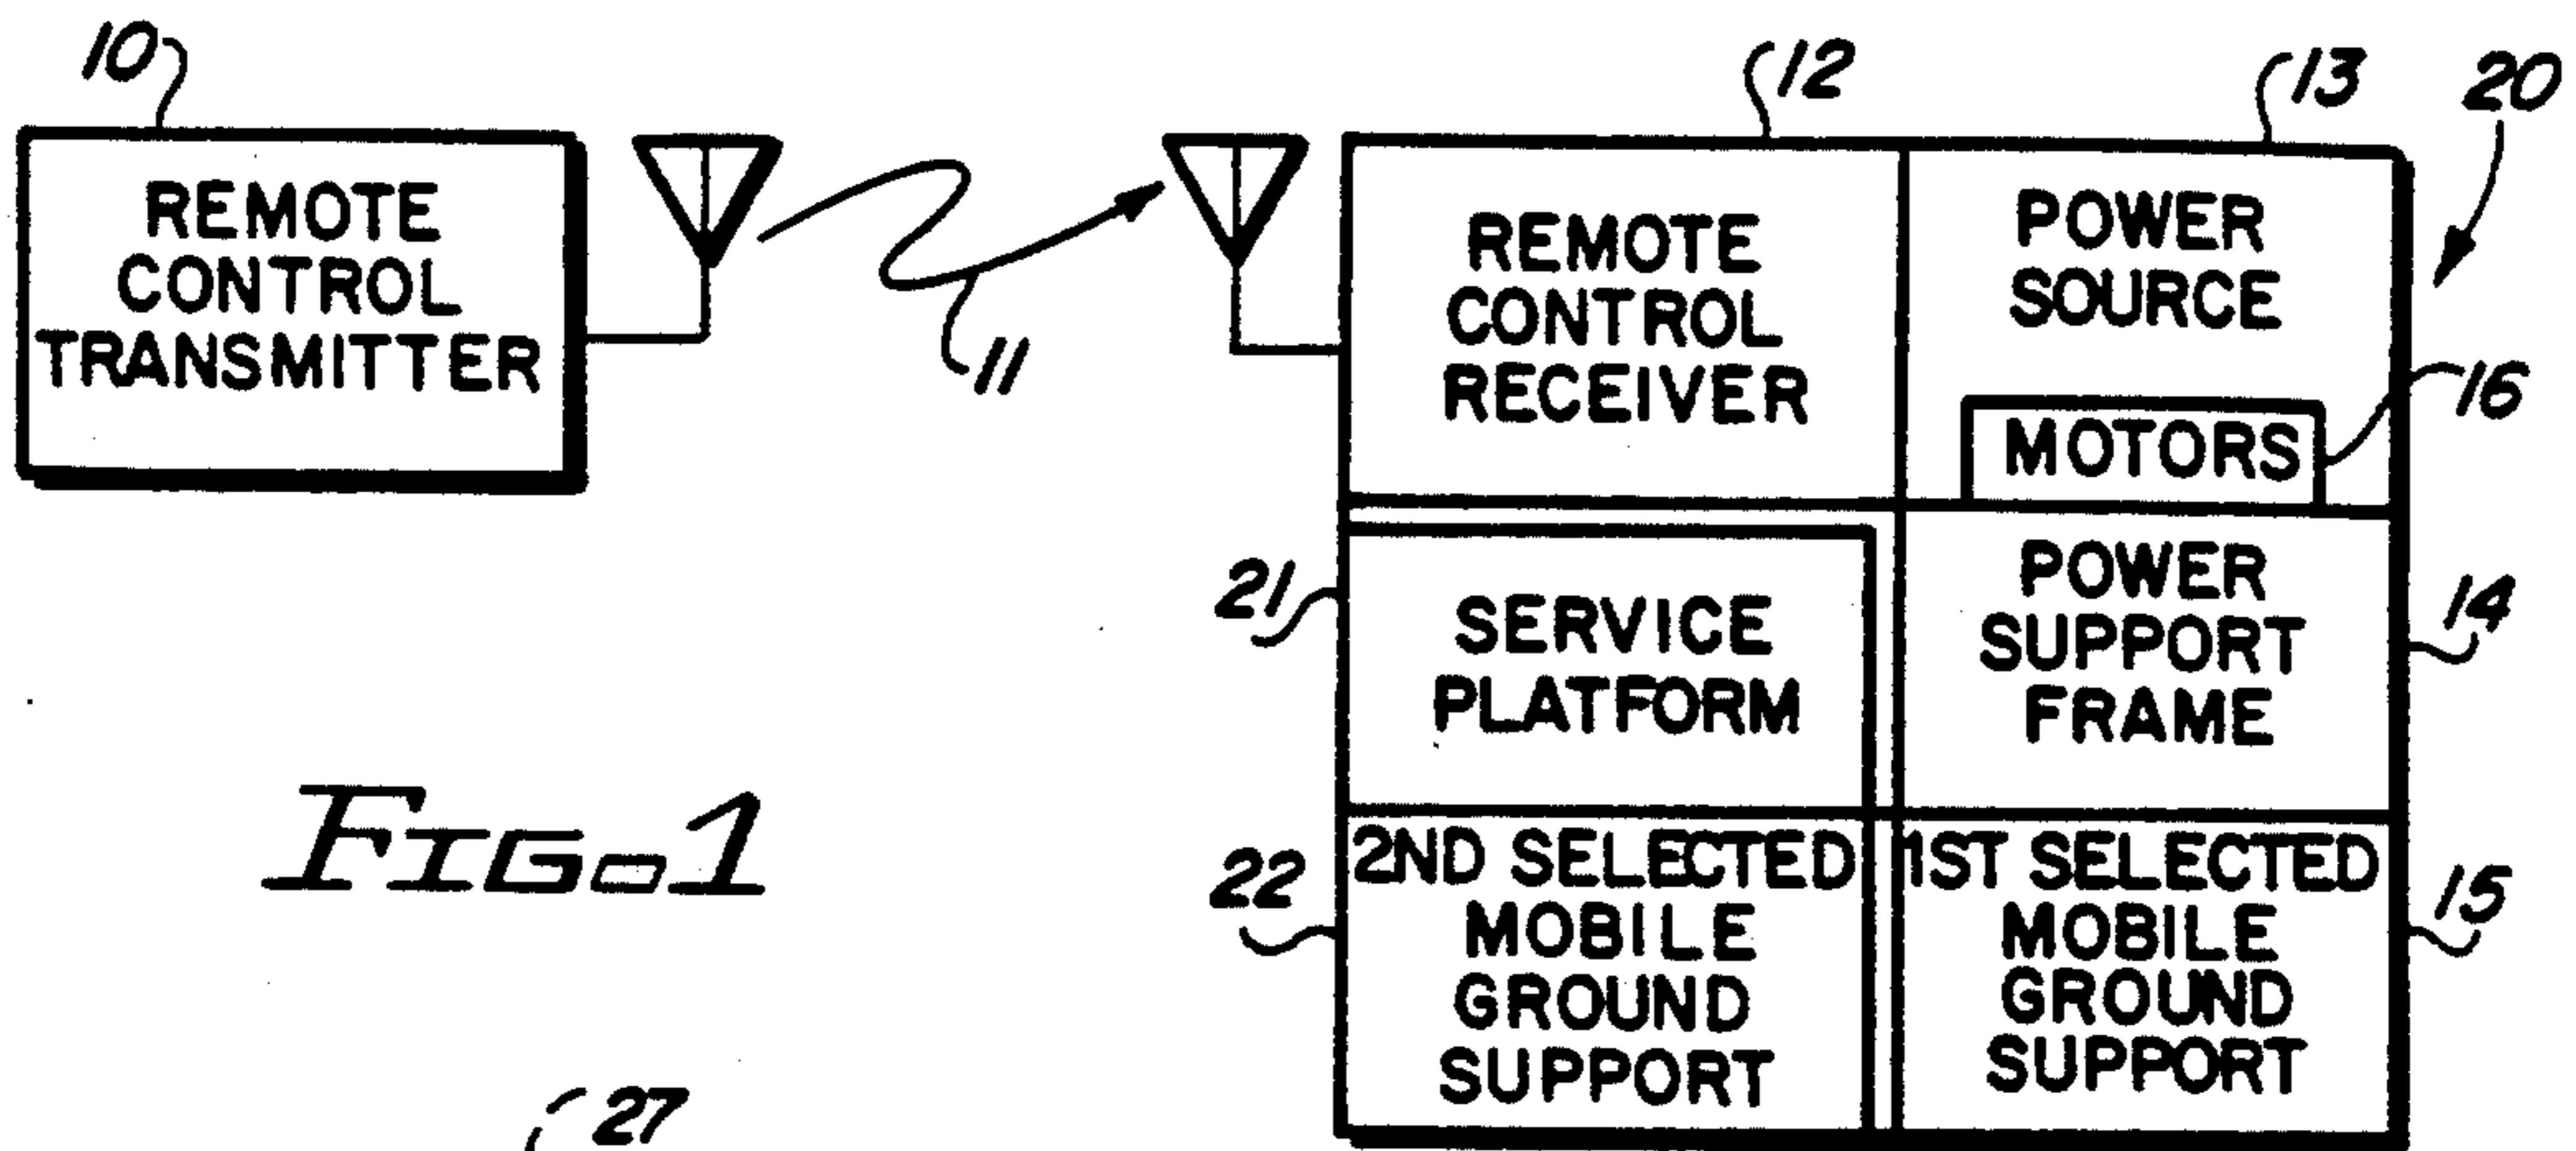 10
12
13
20
REMOTE
CONTROL
TRANSMITTER
11
REMOTE
CONTROL
RECEIVER
POWER
SOURCE
16
MOTORS
21
SERVICE
PLATFORM
POWER
SUPPORT
FRAME
14
FIG. 1
22
2ND SELECTED
MOBILE
GROUND
SUPPORT
1ST SELECTED
MOBILE
GROUND
SUPPORT
15
27